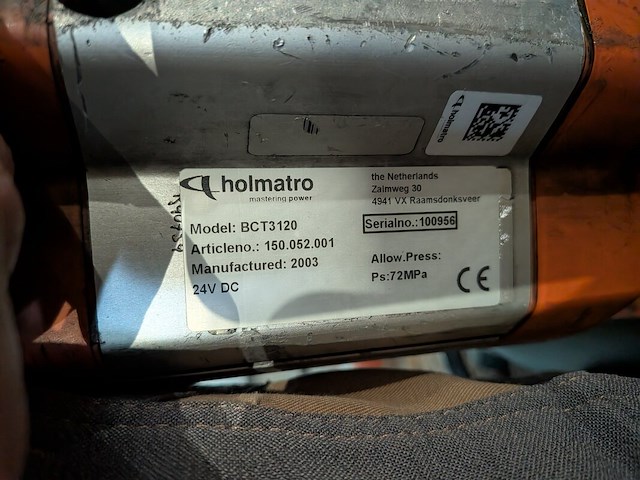 holmatro
holmatro
mastering power
the Netherlands
Zalmweg 30
4941 VX Raamsdonksveer
Model: BCT3120
Serialno.: 100956
Articleno.: 150.052.001
Manufactured: 2003
24V DC
Allow.Press:
Ps:72MPa
CE